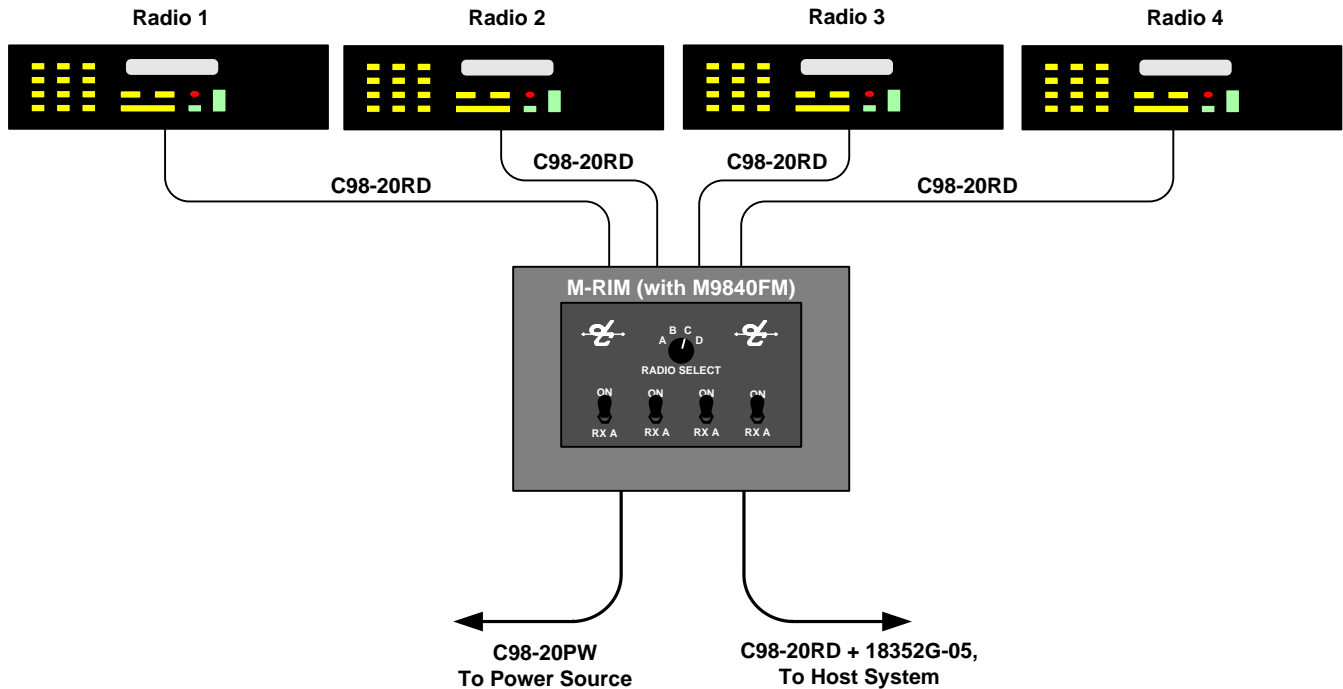 Radio 1
Radio 2
Radio 3
Radio 4
C98-20RD
C98-20RD
C98-20RD
C98-20RD
M-RIM (with M9840FM)
A
B
C
D
RADIO SELECT
ON
ON
ON
ON
RX A
RX A
RX A
RX A
C98-20PW
To Power Source
C98-20RD + 18352G-05,
To Host System